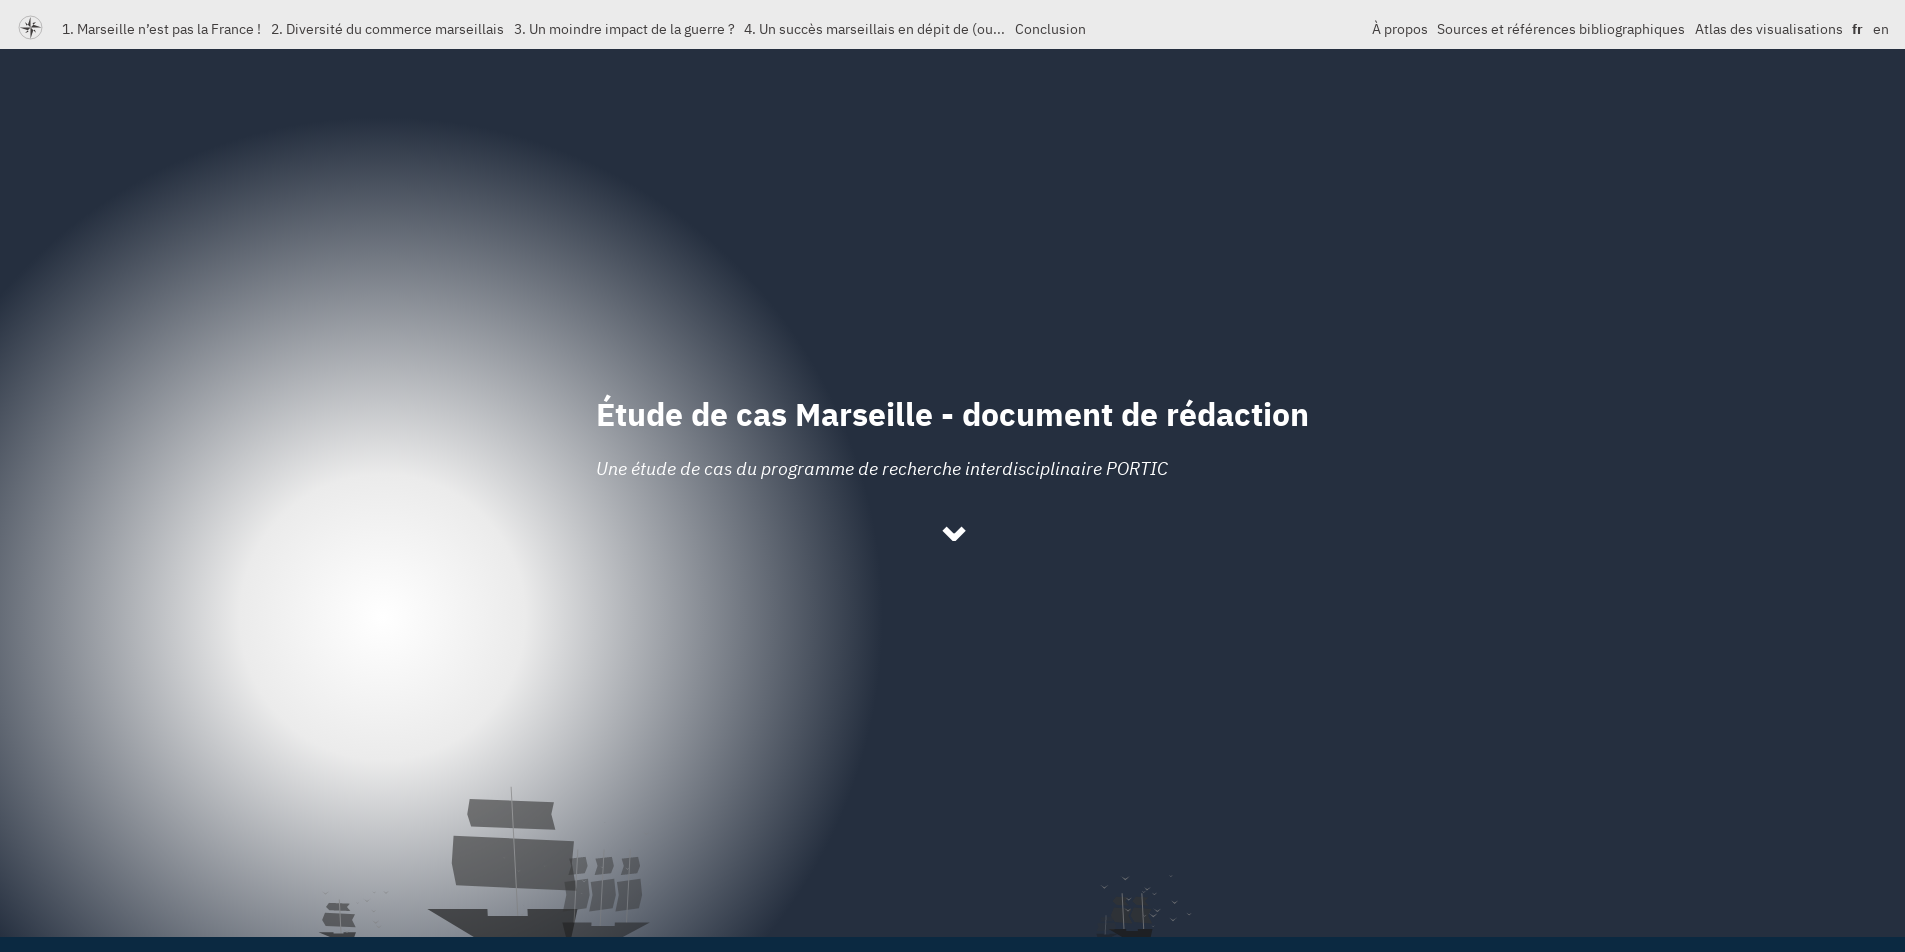 1. Marseille n’est pas la France ! 2. Diversité du commerce marseillais 3. Un moindre impact de la guerre ? 4. Un succès marseillais en dépit de (ou... Conclusion À propos Sources et références bibliographiques Atlas des visualisations fr en
Étude de cas Marseille - document de rédaction
Une étude de cas du programme de recherche interdisciplinaire PORTIC